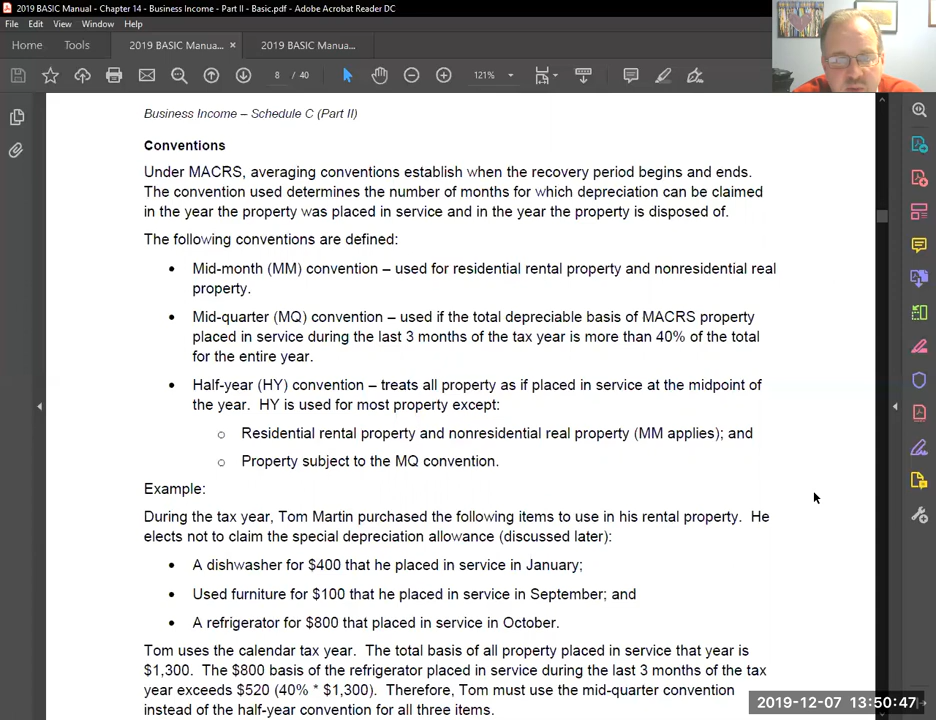 2019 BASIC Manual - Chapter 14 - Business Income - Part II - Basic.pdf - Adobe Acrobat Reader DC
File Edit View Window Help
Home Tools 2019 BASIC Manua... × 2019 BASIC Manua...
8 / 40 121%
Business Income – Schedule C (Part II)
Conventions
Under MACRS, averaging conventions establish when the recovery period begins and ends.
The convention used determines the number of months for which depreciation can be claimed
in the year the property was placed in service and in the year the property is disposed of.
The following conventions are defined:
• Mid-month (MM) convention – used for residential rental property and nonresidential real
property.
• Mid-quarter (MQ) convention – used if the total depreciable basis of MACRS property
placed in service during the last 3 months of the tax year is more than 40% of the total
for the entire year.
• Half-year (HY) convention – treats all property as if placed in service at the midpoint of
the year. HY is used for most property except:
o Residential rental property and nonresidential real property (MM applies); and
o Property subject to the MQ convention.
Example:
During the tax year, Tom Martin purchased the following items to use in his rental property. He
elects not to claim the special depreciation allowance (discussed later):
• A dishwasher for $400 that he placed in service in January;
• Used furniture for $100 that he placed in service in September; and
• A refrigerator for $800 that placed in service in October.
Tom uses the calendar tax year. The total basis of all property placed in service that year is
$1,300. The $800 basis of the refrigerator placed in service during the last 3 months of the tax
year exceeds $520 (40% * $1,300). Therefore, Tom must use the mid-quarter convention
instead of the half-year convention for all three items.
2019-12-07 13:50:47